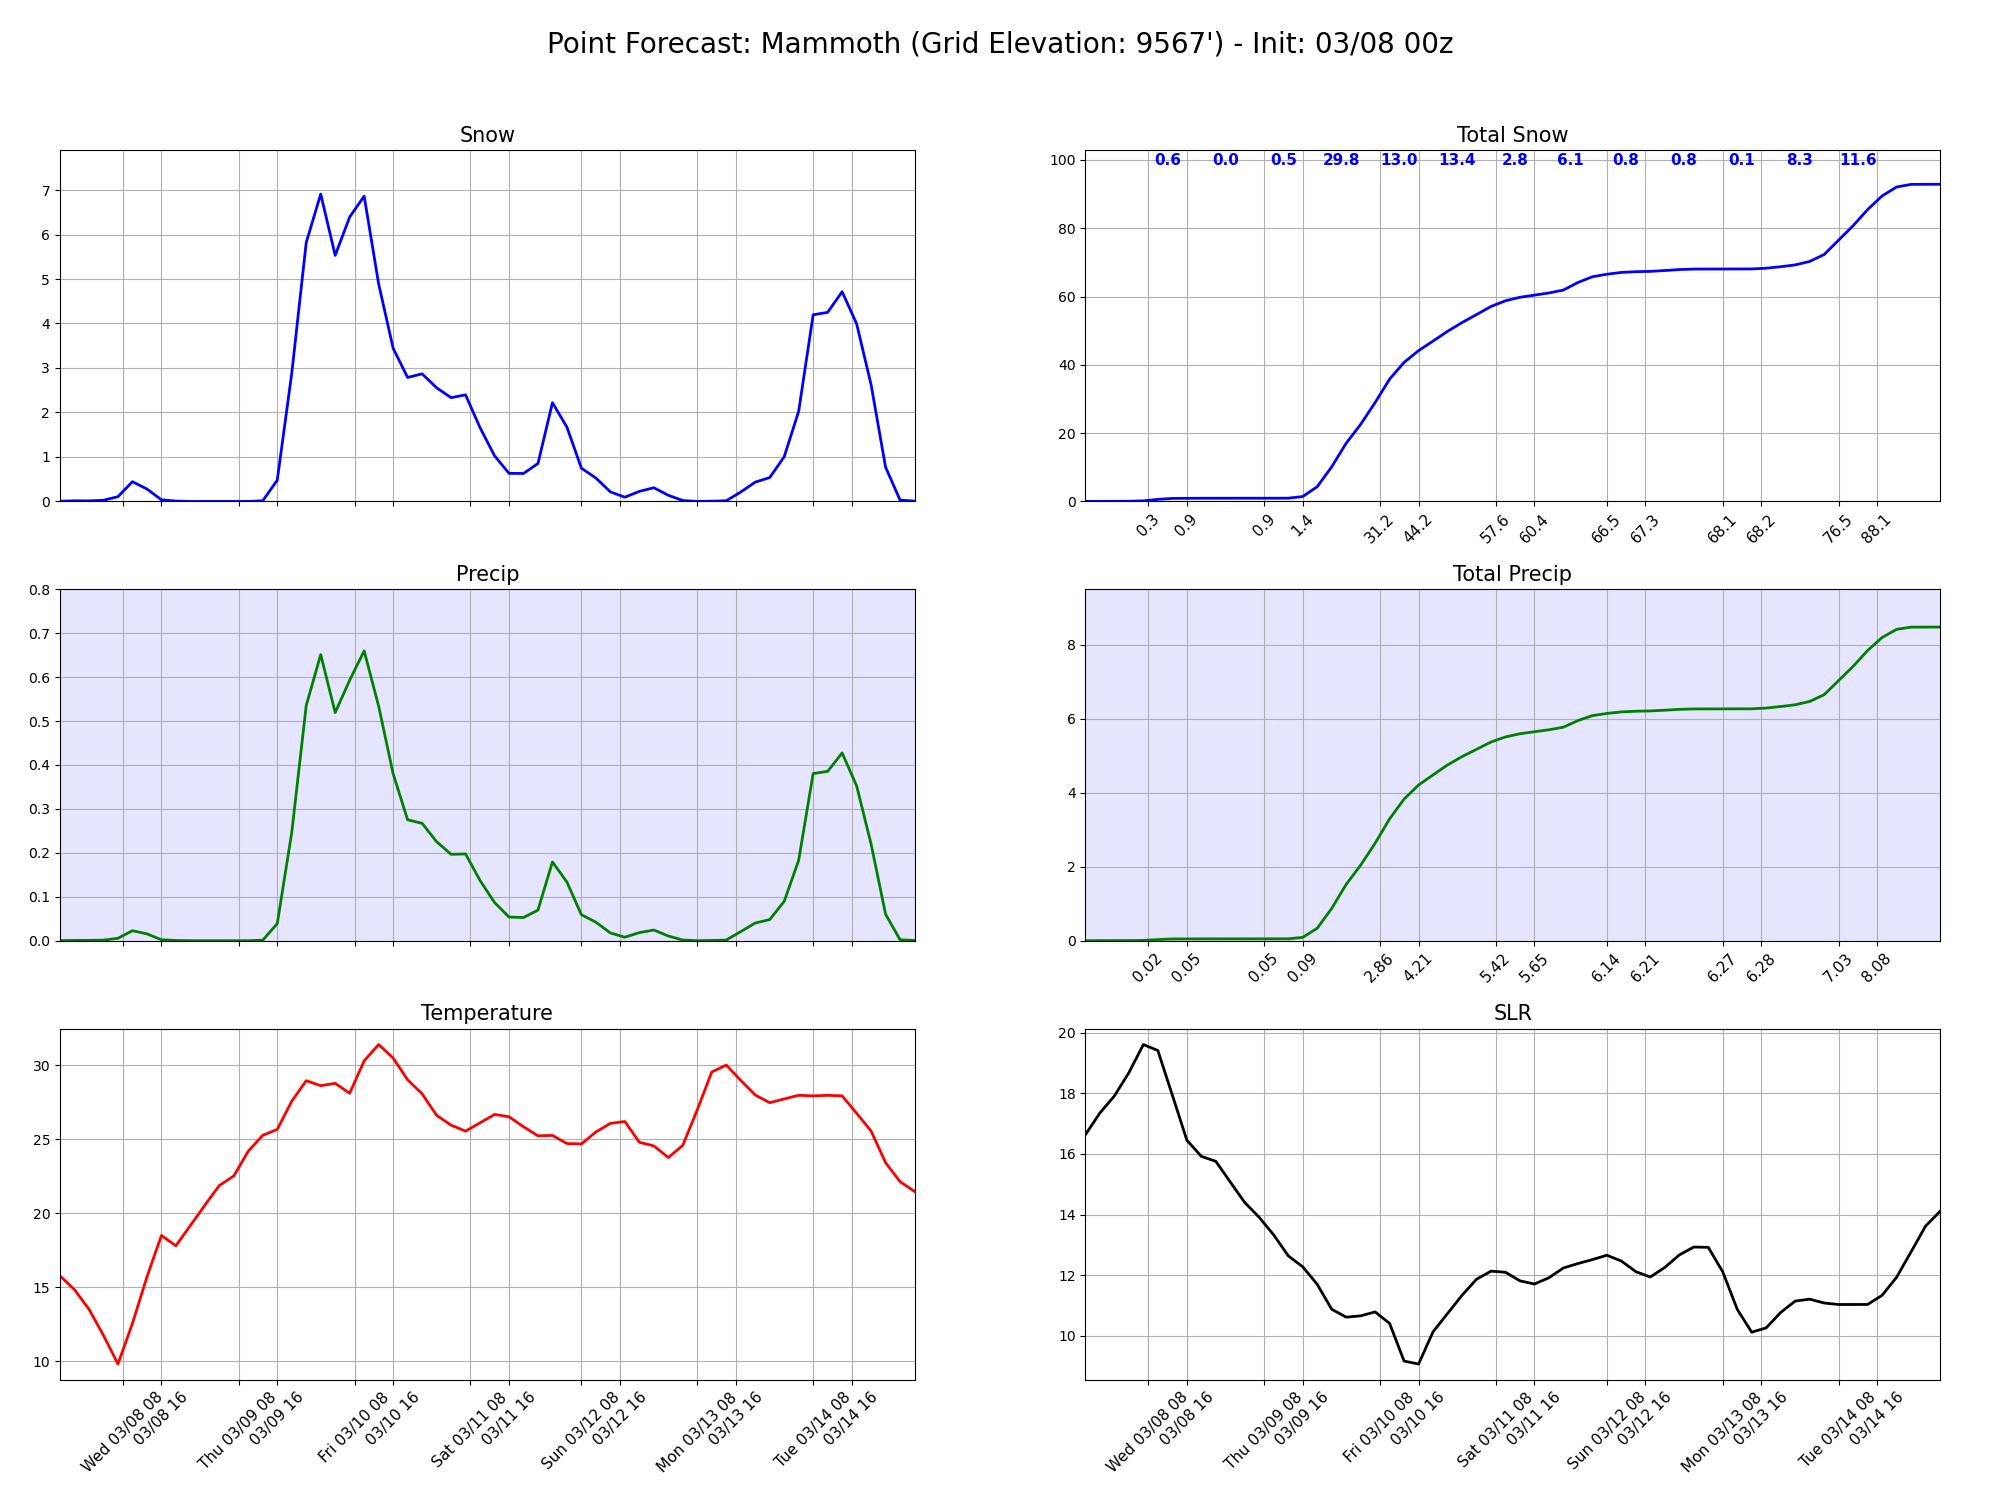 Point Forecast: Mammoth (Grid Elevation: 9567') - Init: 03/08 00z
Snow
7
6
5
4
3
2
1
0
Total Snow
0.6 0.0 0.5 29.8 13.0 13.4 2.8 6.1 0.8 0.8 0.1 8.3 11.6
100
80
60
40
20
0
0.3 0.9 0.9 1.4 31.2 44.2 57.6 60.4 66.5 67.3 68.1 68.2 76.5 88.1
Precip
0.8
0.7
0.6
0.5
0.4
0.3
0.2
0.1
0.0
Total Precip
8
6
4
2
0
0.02 0.05 0.05 0.09 2.86 4.21 5.42 5.65 6.14 6.21 6.27 6.28 7.03 8.08
Temperature
30
25
20
15
10
Wed 03/08 08
03/08 16
Thu 03/09 08
03/09 16
Fri 03/10 08
03/10 16
Sat 03/11 08
03/11 16
Sun 03/12 08
03/12 16
Mon 03/13 08
03/13 16
Tue 03/14 08
03/14 16
SLR
20
18
16
14
12
10
Wed 03/08 08
03/08 16
Thu 03/09 08
03/09 16
Fri 03/10 08
03/10 16
Sat 03/11 08
03/11 16
Sun 03/12 08
03/12 16
Mon 03/13 08
03/13 16
Tue 03/14 08
03/14 16